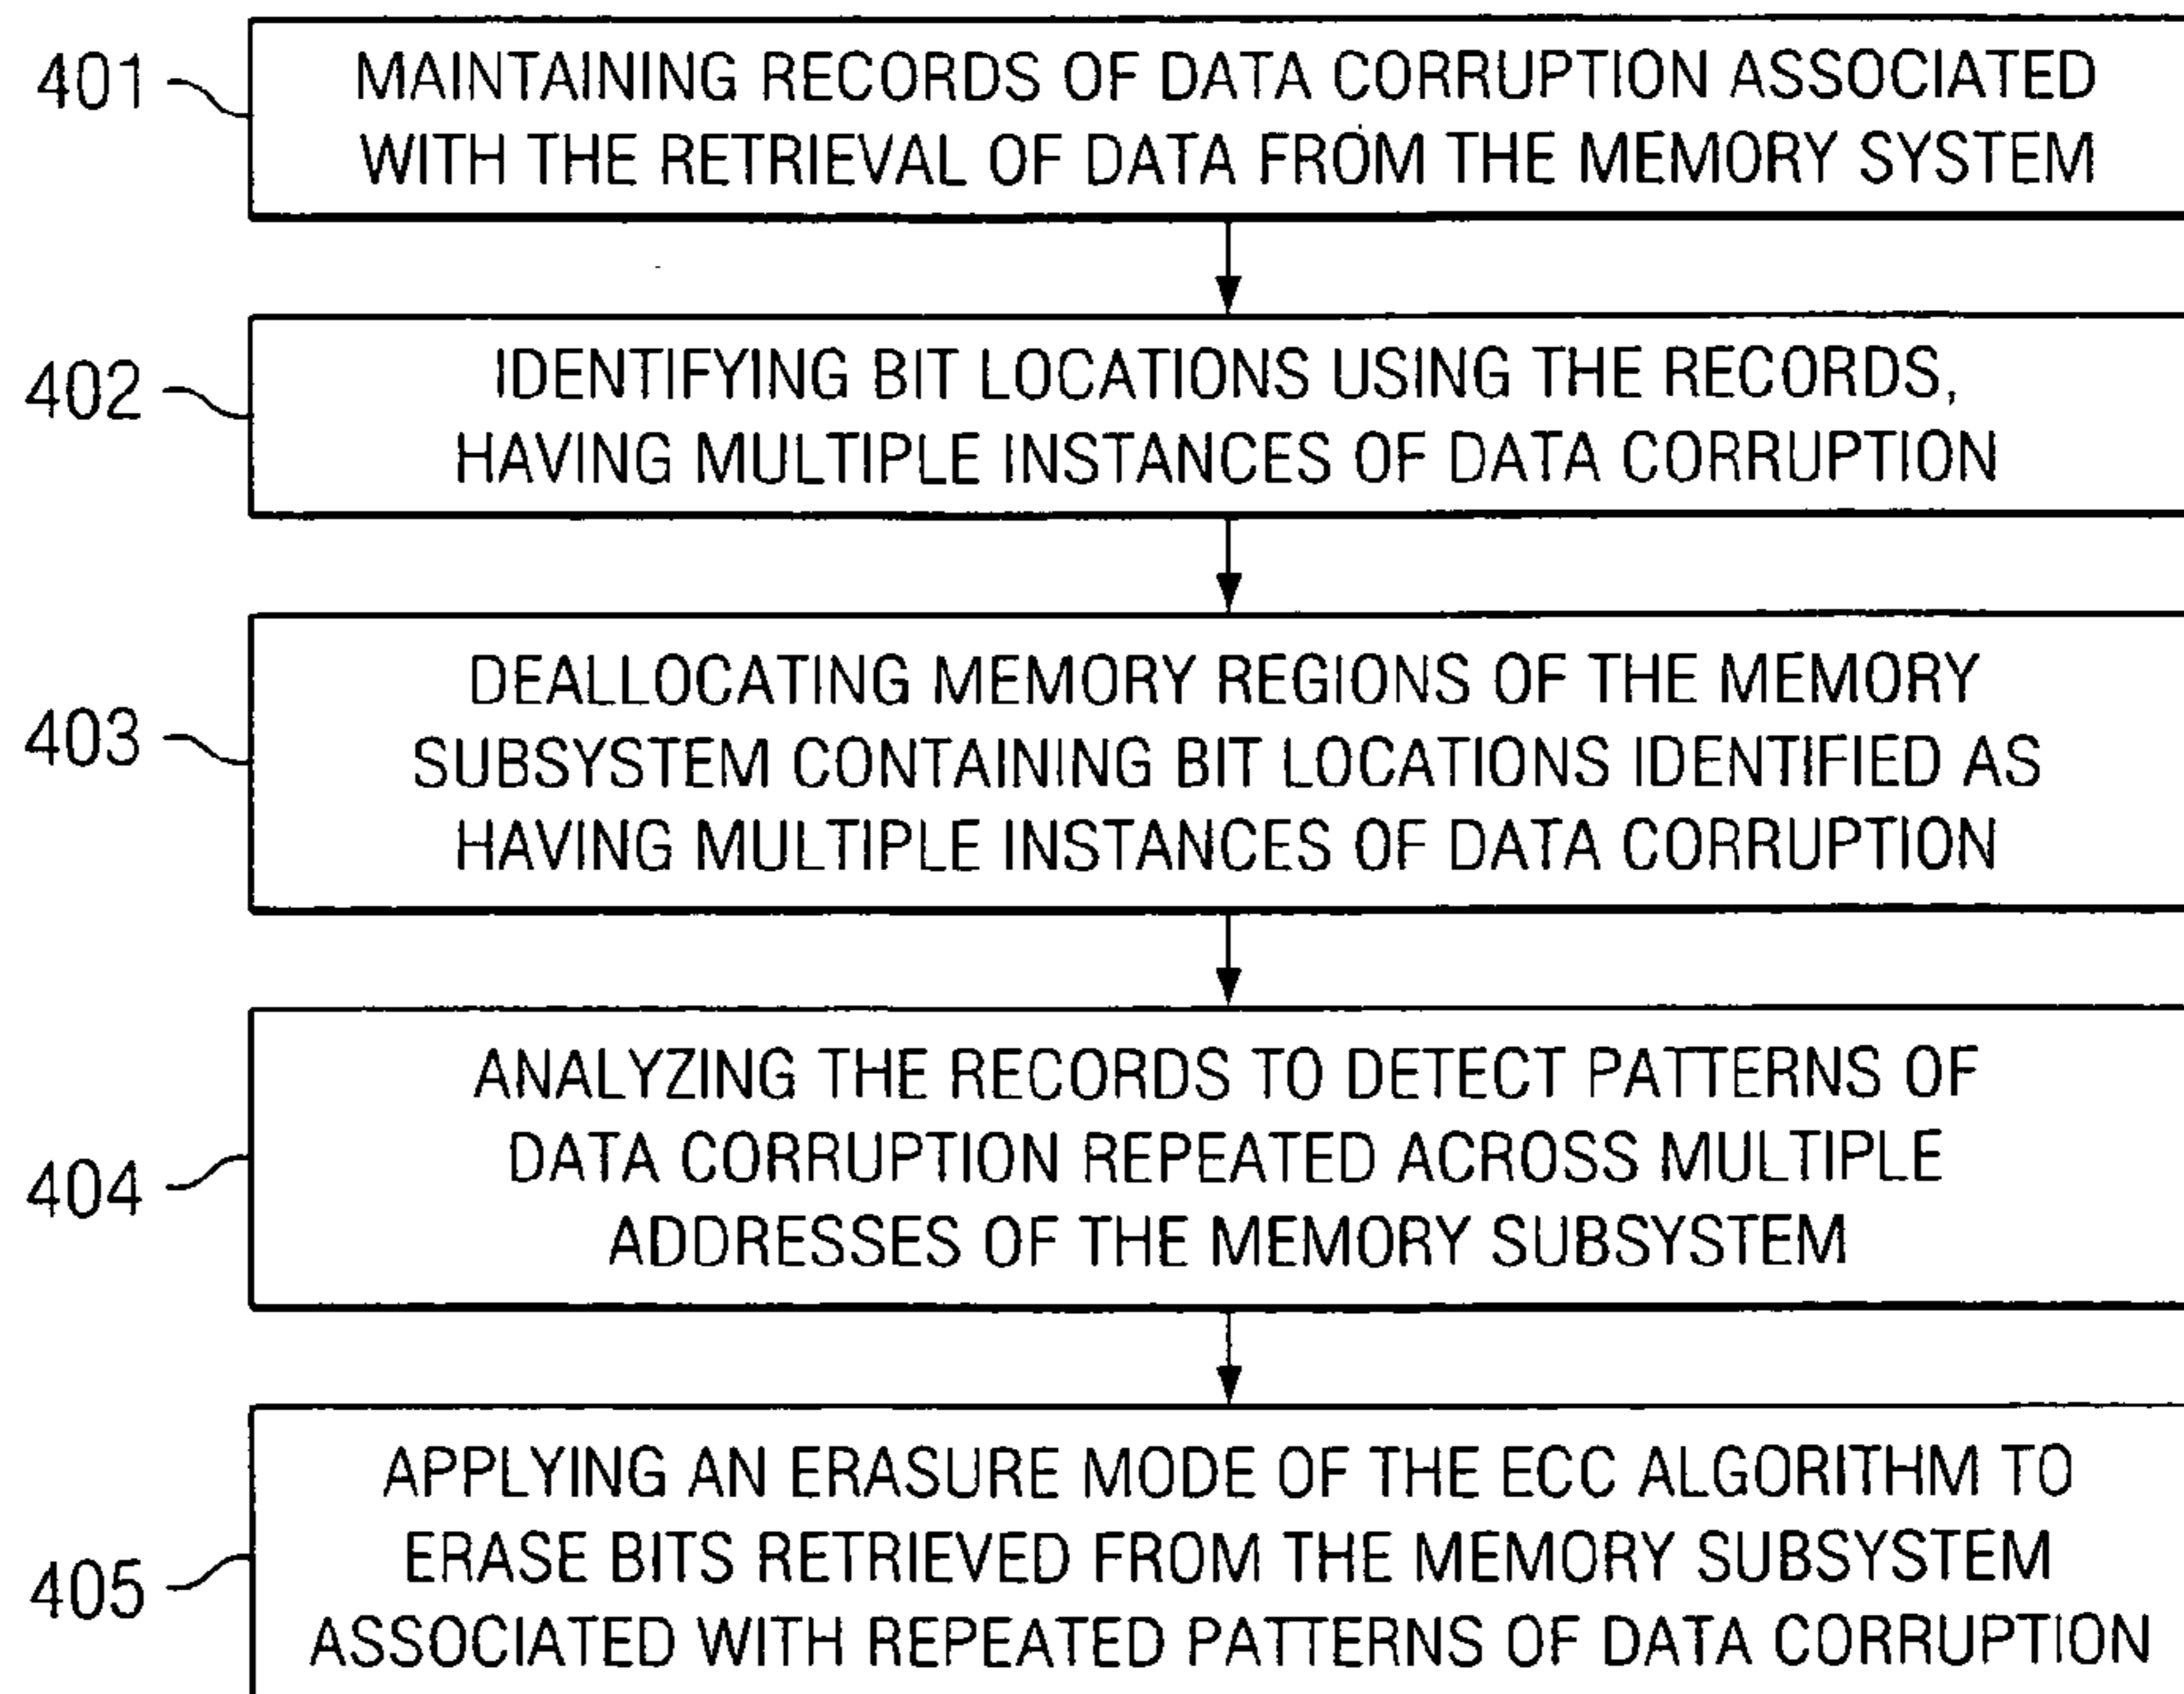 401
MAINTAINING RECORDS OF DATA CORRUPTION ASSOCIATED
WITH THE RETRIEVAL OF DATA FROM THE MEMORY SYSTEM
402
IDENTIFYING BIT LOCATIONS USING THE RECORDS,
HAVING MULTIPLE INSTANCES OF DATA CORRUPTION
403
DEALLOCATING MEMORY REGIONS OF THE MEMORY
SUBSYSTEM CONTAINING BIT LOCATIONS IDENTIFIED AS
HAVING MULTIPLE INSTANCES OF DATA CORRUPTION
404
ANALYZING THE RECORDS TO DETECT PATTERNS OF
DATA CORRUPTION REPEATED ACROSS MULTIPLE
ADDRESSES OF THE MEMORY SUBSYSTEM
405
APPLYING AN ERASURE MODE OF THE ECC ALGORITHM TO
ERASE BITS RETRIEVED FROM THE MEMORY SUBSYSTEM
ASSOCIATED WITH REPEATED PATTERNS OF DATA CORRUPTION